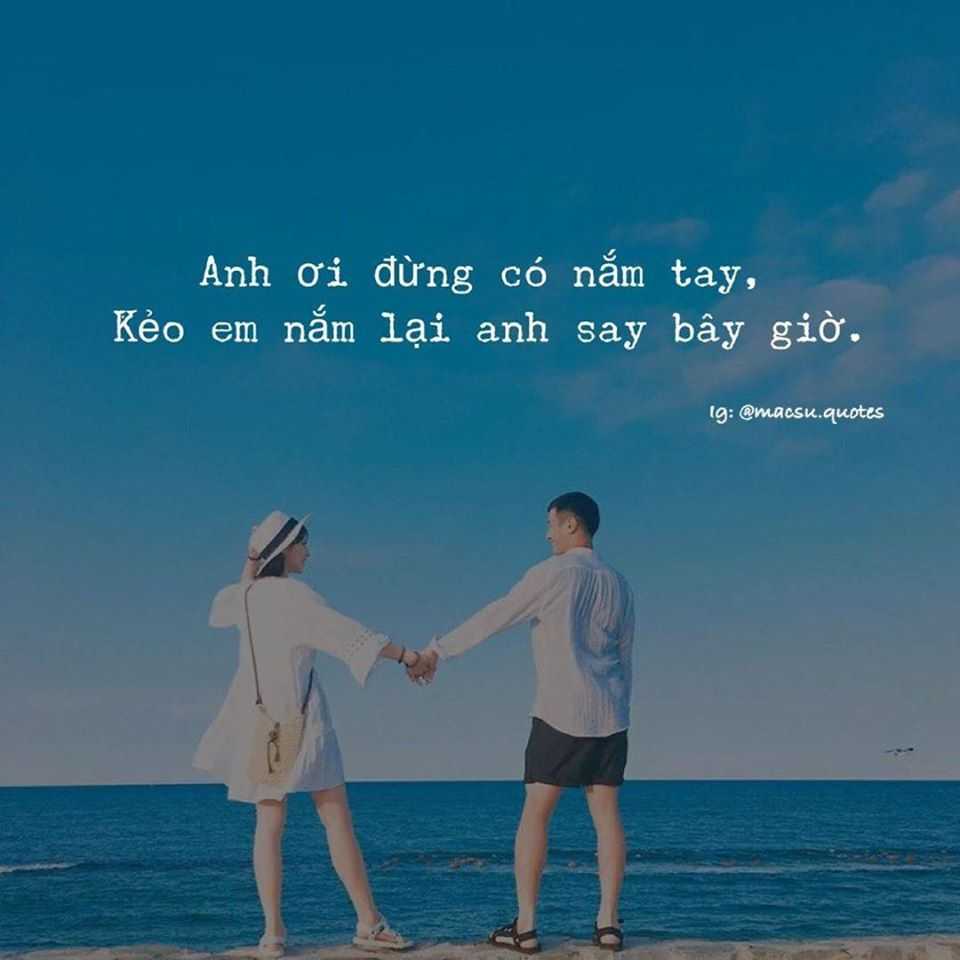 Anh ơi đừng có nắm tay,
Kẻo em nắm lại anh say bây giờ.
Ig: @macsu.quotes